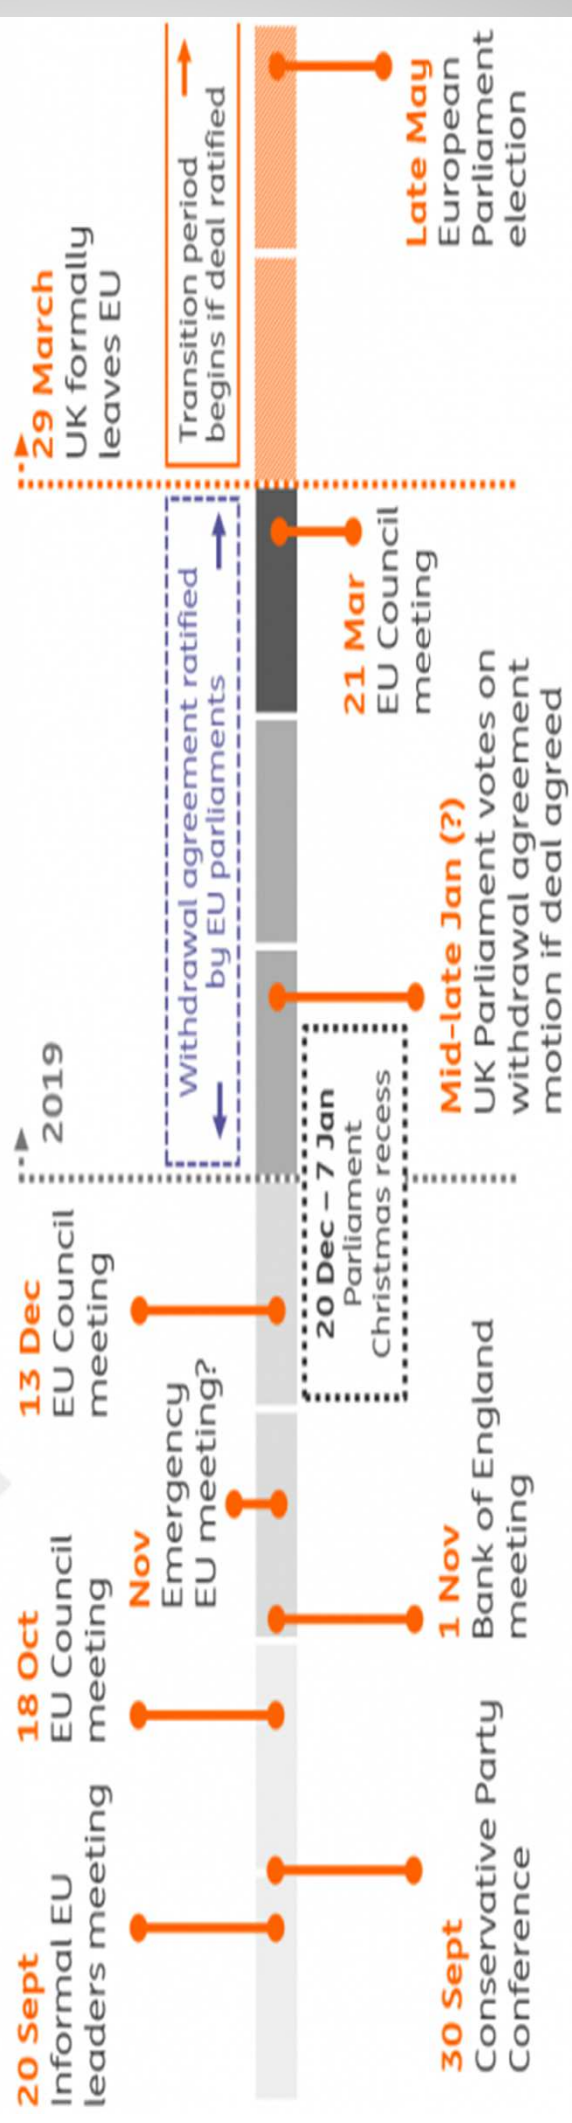 20 Sept
Informal EU
leaders meeting
18 Oct
EU Council
meeting
Nov
Emergency
EU meeting?
13 Dec
EU Council
meeting
2019
29 March
UK formally
leaves EU
Withdrawal agreement ratified
by EU parliaments
Transition period
begins if deal ratified
30 Sept
Conservative Party
Conference
1 Nov
Bank of England
meeting
20 Dec – 7 Jan
Parliament
Christmas recess
Mid-late Jan (?)
UK Parliament votes on
withdrawal agreement
motion if deal agreed
21 Mar
EU Council
meeting
Late May
European
Parliament
election